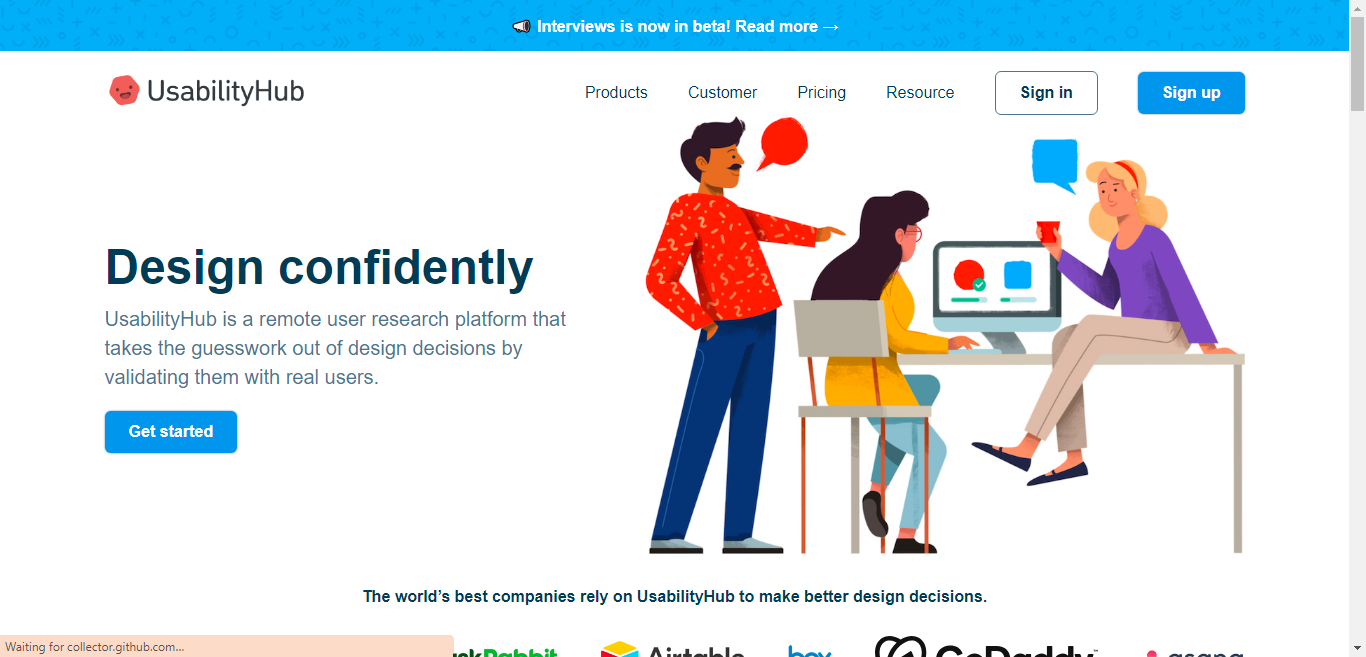 Interviews is now in beta! Read more →
UsabilityHub
Products Customer Pricing Resource Sign in Sign up
Design confidently
UsabilityHub is a remote user research platform that
takes the guesswork out of design decisions by
validating them with real users.
Get started
The world’s best companies rely on UsabilityHub to make better design decisions.
Waiting for collector.github.com...
Rabbit Airtable box GoDaddy asana